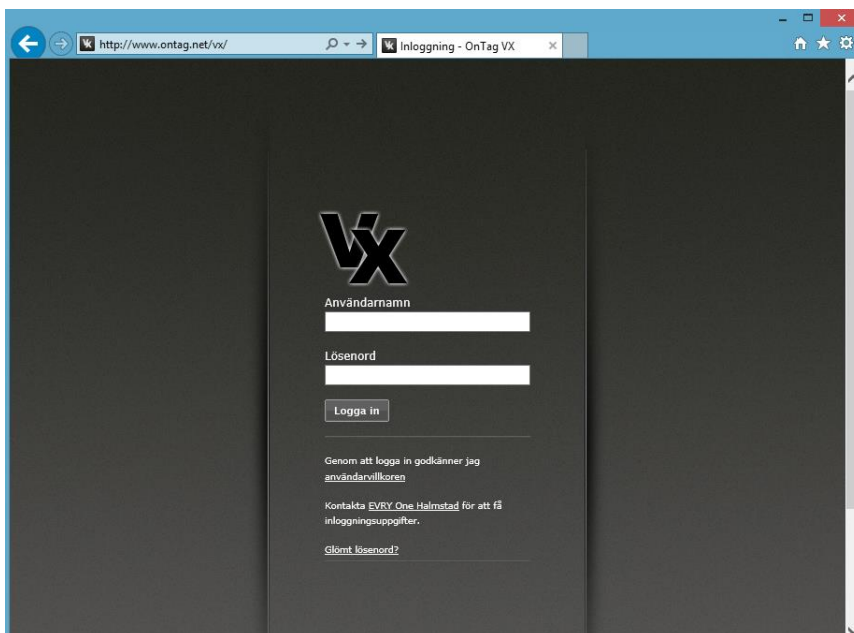 http://www.ontag.net/vx/
Inloggning - OnTag VX
VX
Användarnamn
Lösenord
Logga in
Genom att logga in godkänner jag
användarvillkoren
Kontakta EVRY One Halmstad för att få
inloggningsuppgifter.
Glömt lösenord?